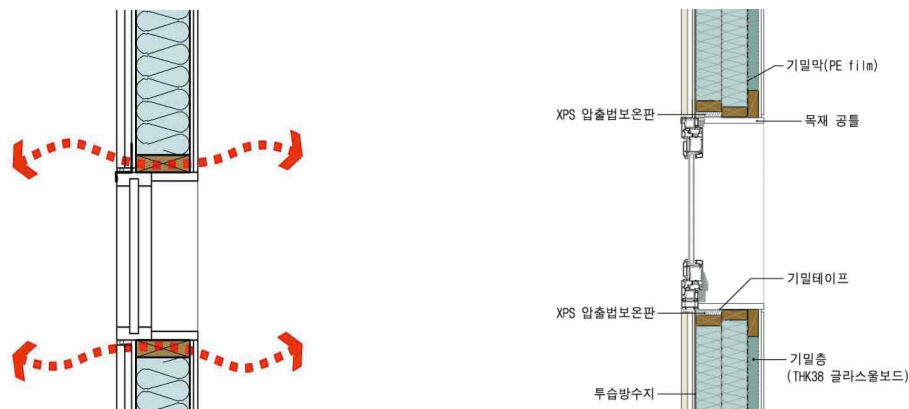 기밀막(PE film)
XPS 압출법보온판
목재 공틀
기밀테이프
XPS 압출법보온판
기밀층
(THK38 글라스울보드)
투습방수지